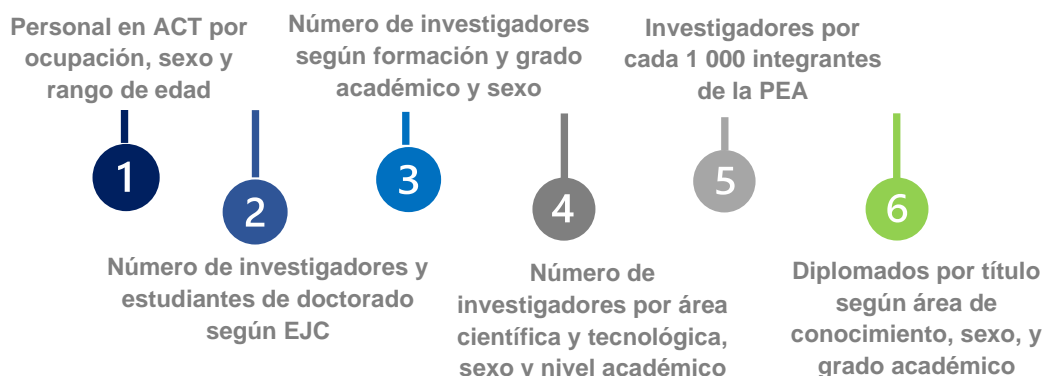 Personal en ACT por
ocupación, sexo y
rango de edad
1
Número de investigadores y
estudiantes de doctorado
según EJC
2
Número de investigadores
según formación y grado
académico y sexo
3
Número de
investigadores por área
científica y tecnológica,
sexo y nivel académico
4
Investigadores por
cada 1 000 integrantes
de la PEA
5
Diplomados por título
según área de
conocimiento, sexo, y
grado académico
6